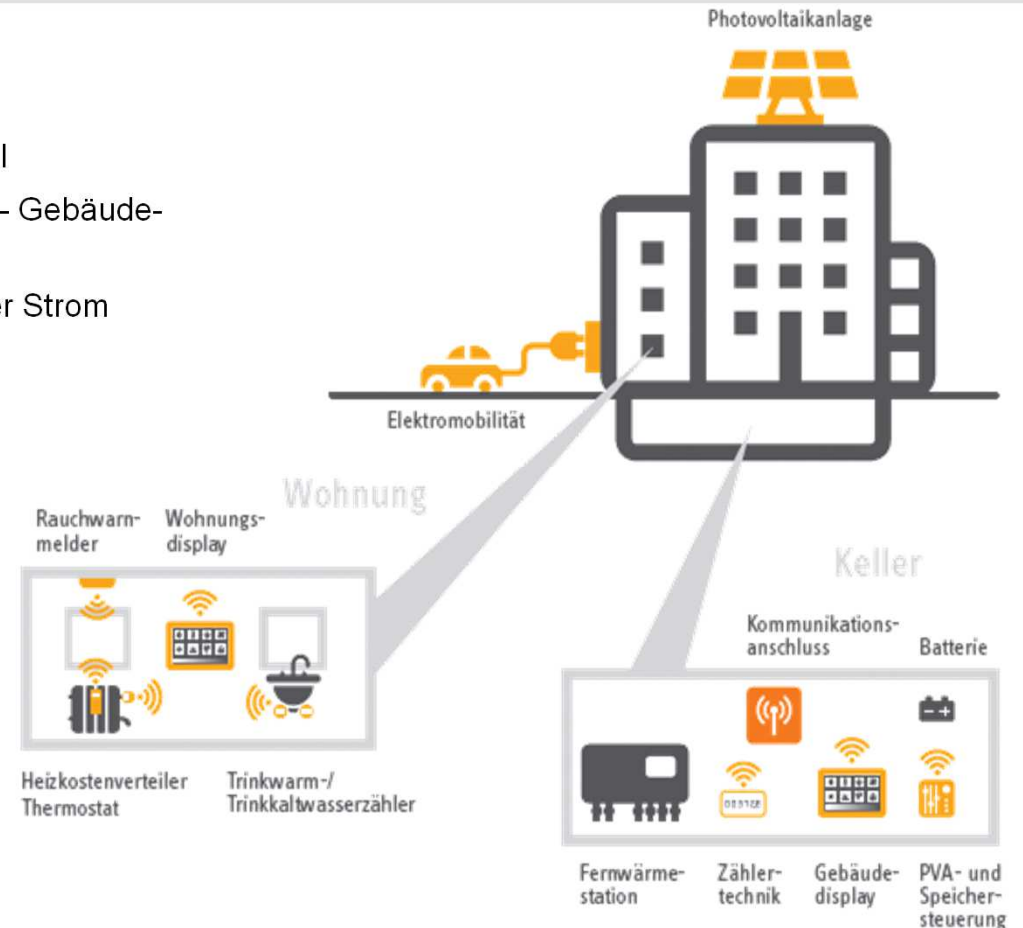 Photovoltaikanlage
l
– Gebäude-
er Strom
Elektromobilität
Wohnung
Rauchwarn-
melder
Wohnungs-
display
Heizkostenverteiler
Thermostat
Trinkwarm-/
Trinkkaltwasserzähler
Keller
Kommunikations-
anschluss
Batterie
Fernwärme-
station
Zähler-
technik
Gebäude-
display
PVA- und
Speicher-
steuerung